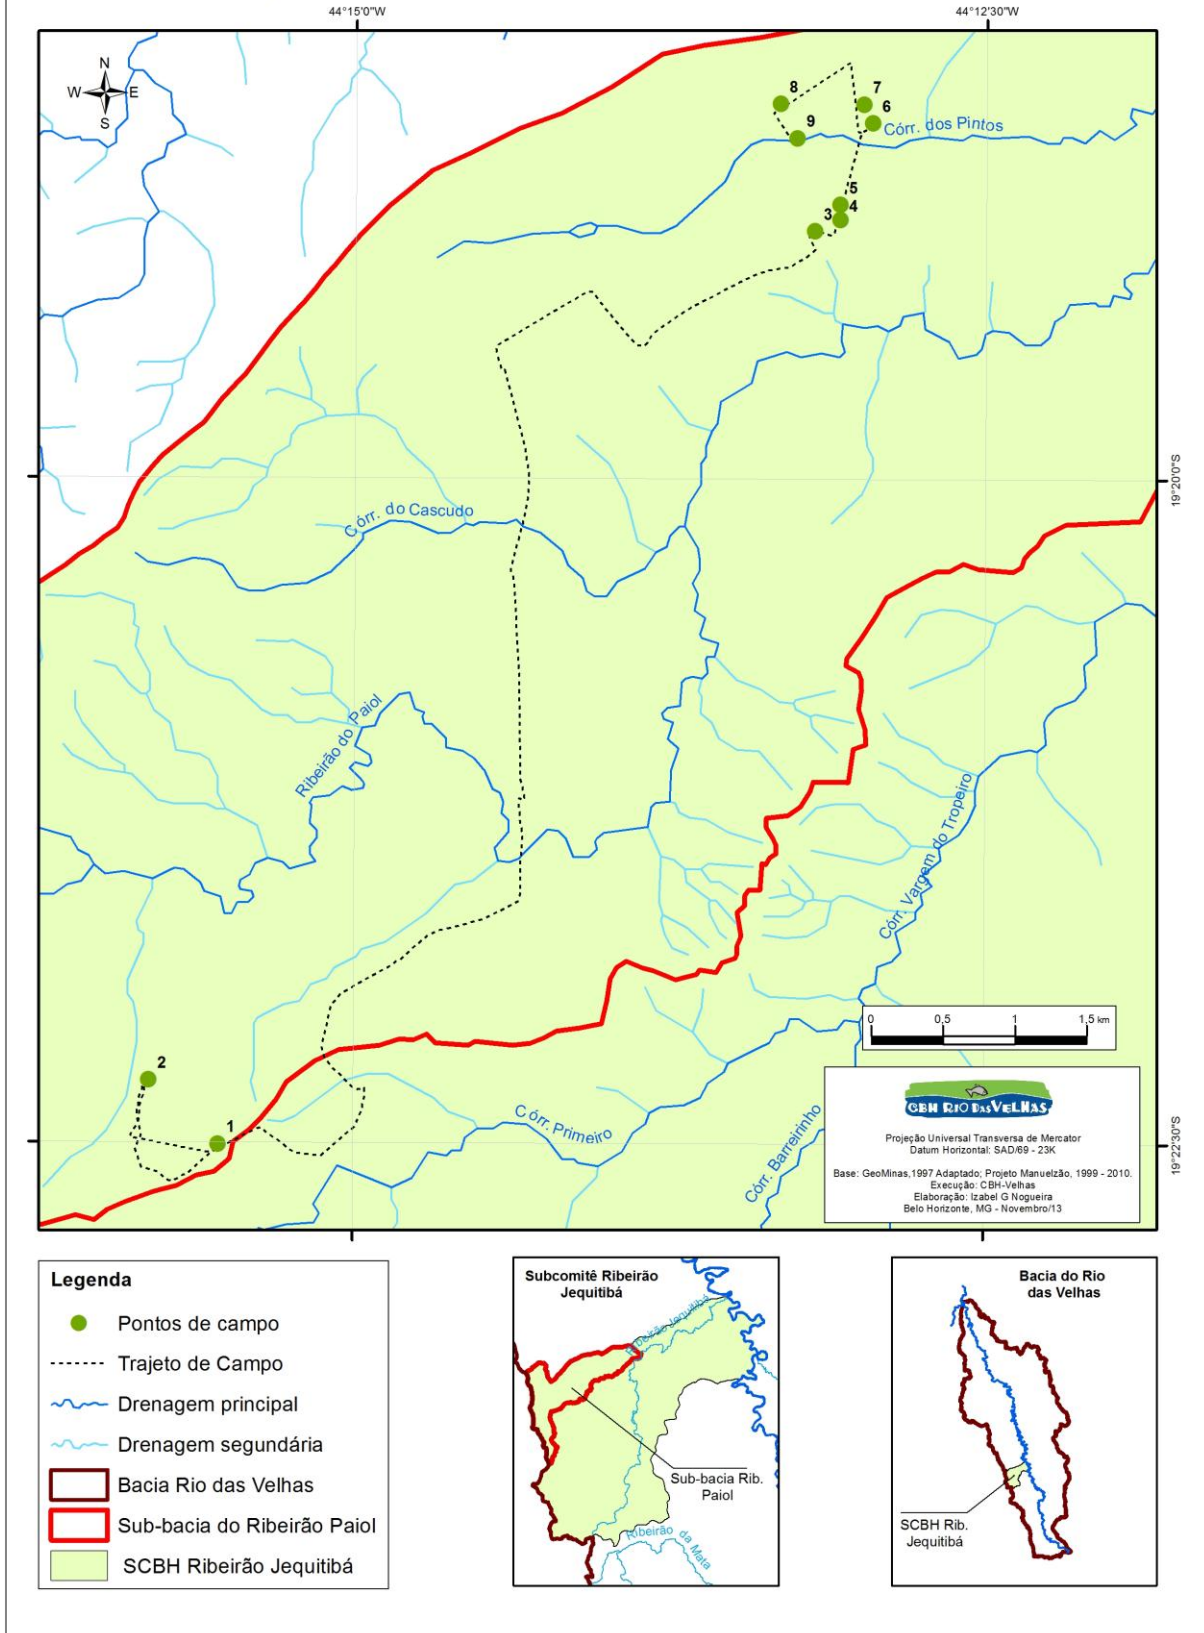 44°15'0"W
44°12'30"W
N
W
E
S
8
7
6
9
Córr. dos Pintos
5
3
4
Córr. do Cascudo
19°20'0"S
Ribeirão do Paiol
Córr. Vargem do Tropeiro
0 0,5 1 1,5 km
2
1
Córr. Primeiro
Córr. Barreirinho
19°22'30"S
CBH RIO DAS VELHAS
Projeção Universal Transversa de Mercator
Datum Horizontal: SAD/69 - 23K
Base: GeoMinas,1997 Adaptado; Projeto Manuelzão, 1999 - 2010.
Execução: CBH-Velhas
Elaboração: Izabel G Nogueira
Belo Horizonte, MG - Novembro/13
Legenda
Pontos de campo
Trajeto de Campo
Drenagem principal
Drenagem segundária
Bacia Rio das Velhas
Sub-bacia do Ribeirão Paiol
SCBH Ribeirão Jequitibá
Subcomitê Ribeirão
Jequitibá
Ribeirão Jequitibá
Sub-bacia Rib.
Paiol
Ribeirão da Mata
Bacia do Rio
das Velhas
SCBH Rib.
Jequitibá